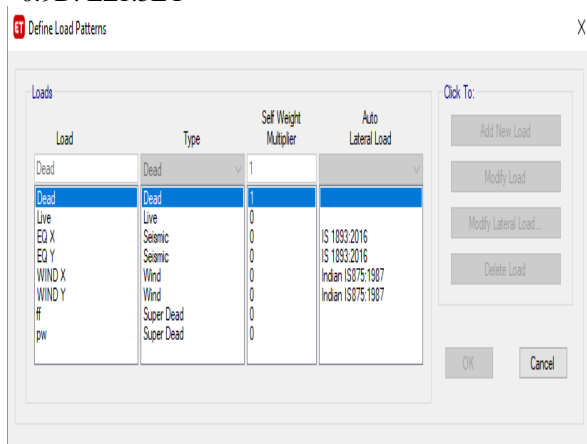 ET Define Load Patterns X
Loads
Click To:
Load Type Self Weight Multiplier Auto Lateral Load
Dead Dead 1
Dead Dead 1
Live Live 0
EQ X Seismic 0 IS 1893:2016
EQ Y Seismic 0 IS 1893:2016
WIND X Wind 0 Indian IS875:1987
WIND Y Wind 0 Indian IS875:1987
ff Super Dead 0
pw Super Dead 0
Add New Load
Modify Load
Modify Lateral Load...
Delete Load
OK Cancel